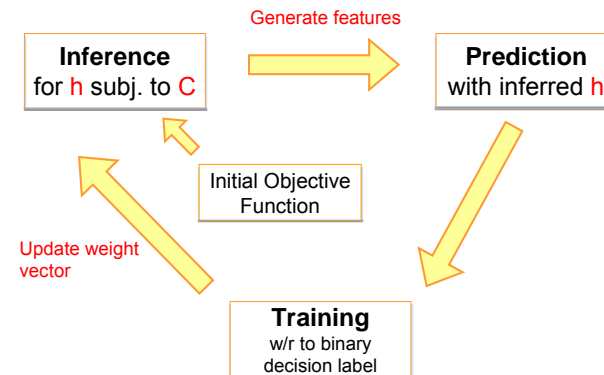 Generate features
Inference
for h subj. to C
Prediction
with inferred h
Initial Objective
Function
Update weight
vector
Training
w/r to binary
decision label